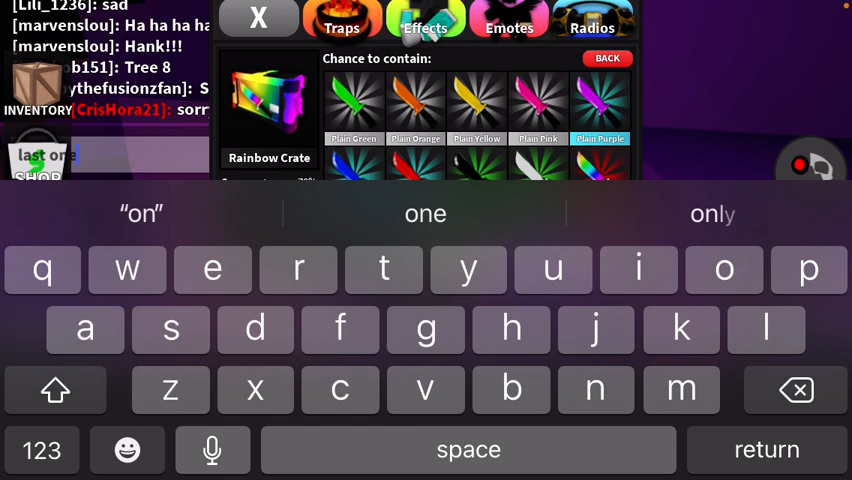 [Lili_1236]: sad
[marvenslou]: Ha ha ha ha
[marvenslou]: Hank!!!
b151]: Tree 8
ythefusionzfan]: S
[CrisHora21]: sorr
INVENTORY
last one
SHOP
X
Traps
Effects
Emotes
Radios
Chance to contain:
BACK
Plain Green
Plain Orange
Plain Yellow
Plain Pink
Plain Purple
Rainbow Crate
"on"
one
only
q w e r t y u i o p
a s d f g h j k l
z x c v b n m
123
space
return